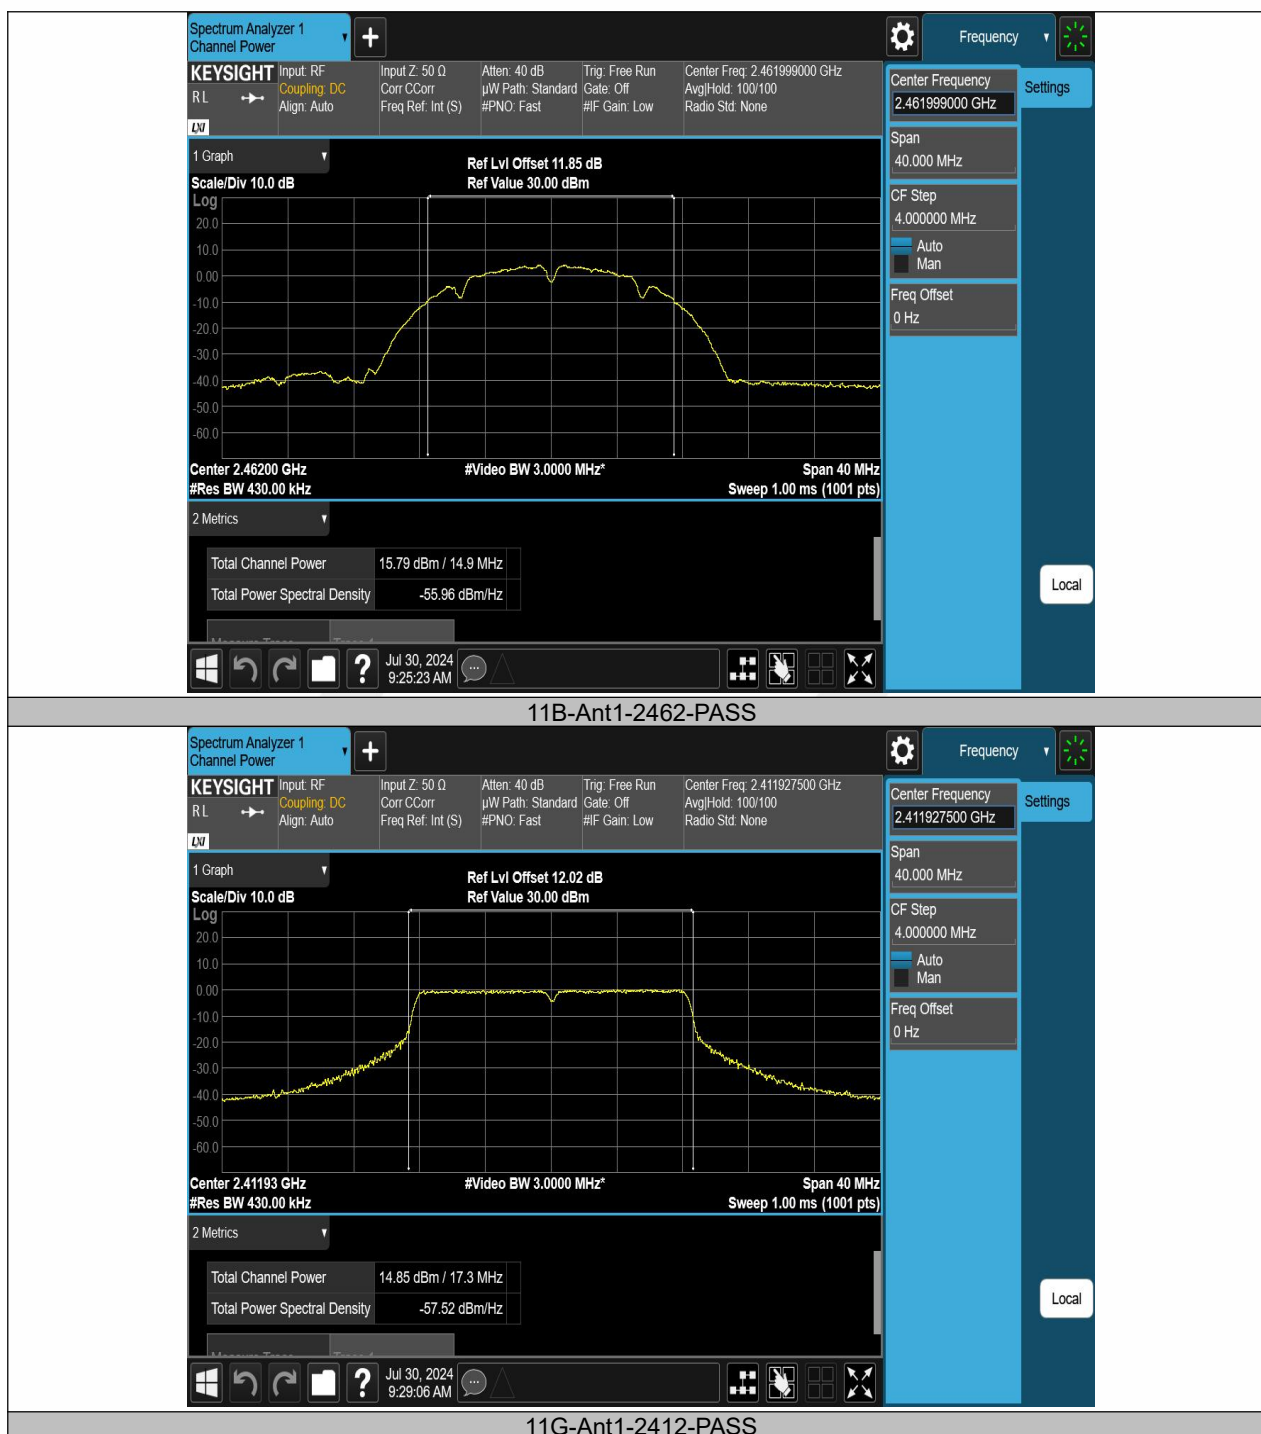 Spectrum Analyzer 1
Channel Power
+
Frequency
KEYSIGHT
R L
LXI
Input: RF
Coupling: DC
Align: Auto
Input Z: 50 Ω
Corr CCorr
Freq Ref: Int (S)
Atten: 40 dB
µW Path: Standard
#PNO: Fast
Trig: Free Run
Gate: Off
#IF Gain: Low
Center Freq: 2.461999000 GHz
Avg|Hold: 100/100
Radio Std: None
Center Frequency
2.461999000 GHz
Settings
Span
40.000 MHz
CF Step
4.000000 MHz
Auto
Man
Freq Offset
0 Hz
Local
1 Graph
Scale/Div 10.0 dB
Ref Lvl Offset 11.85 dB
Ref Value 30.00 dBm
Log
20.0
10.0
0.00
-10.0
-20.0
-30.0
-40.0
-50.0
-60.0
Center 2.46200 GHz
#Video BW 3.0000 MHz*
Span 40 MHz
#Res BW 430.00 kHz
Sweep 1.00 ms (1001 pts)
2 Metrics
Total Channel Power 15.79 dBm / 14.9 MHz
Total Power Spectral Density -55.96 dBm/Hz
?
Jul 30, 2024
9:25:23 AM
11B-Ant1-2462-PASS
Spectrum Analyzer 1
Channel Power
+
Frequency
KEYSIGHT
R L
LXI
Input: RF
Coupling: DC
Align: Auto
Input Z: 50 Ω
Corr CCorr
Freq Ref: Int (S)
Atten: 40 dB
µW Path: Standard
#PNO: Fast
Trig: Free Run
Gate: Off
#IF Gain: Low
Center Freq: 2.411927500 GHz
Avg|Hold: 100/100
Radio Std: None
Center Frequency
2.411927500 GHz
Settings
Span
40.000 MHz
CF Step
4.000000 MHz
Auto
Man
Freq Offset
0 Hz
Local
1 Graph
Scale/Div 10.0 dB
Ref Lvl Offset 12.02 dB
Ref Value 30.00 dBm
Log
20.0
10.0
0.00
-10.0
-20.0
-30.0
-40.0
-50.0
-60.0
Center 2.41193 GHz
#Video BW 3.0000 MHz*
Span 40 MHz
#Res BW 430.00 kHz
Sweep 1.00 ms (1001 pts)
2 Metrics
Total Channel Power 14.85 dBm / 17.3 MHz
Total Power Spectral Density -57.52 dBm/Hz
?
Jul 30, 2024
9:29:06 AM
11G-Ant1-2412-PASS